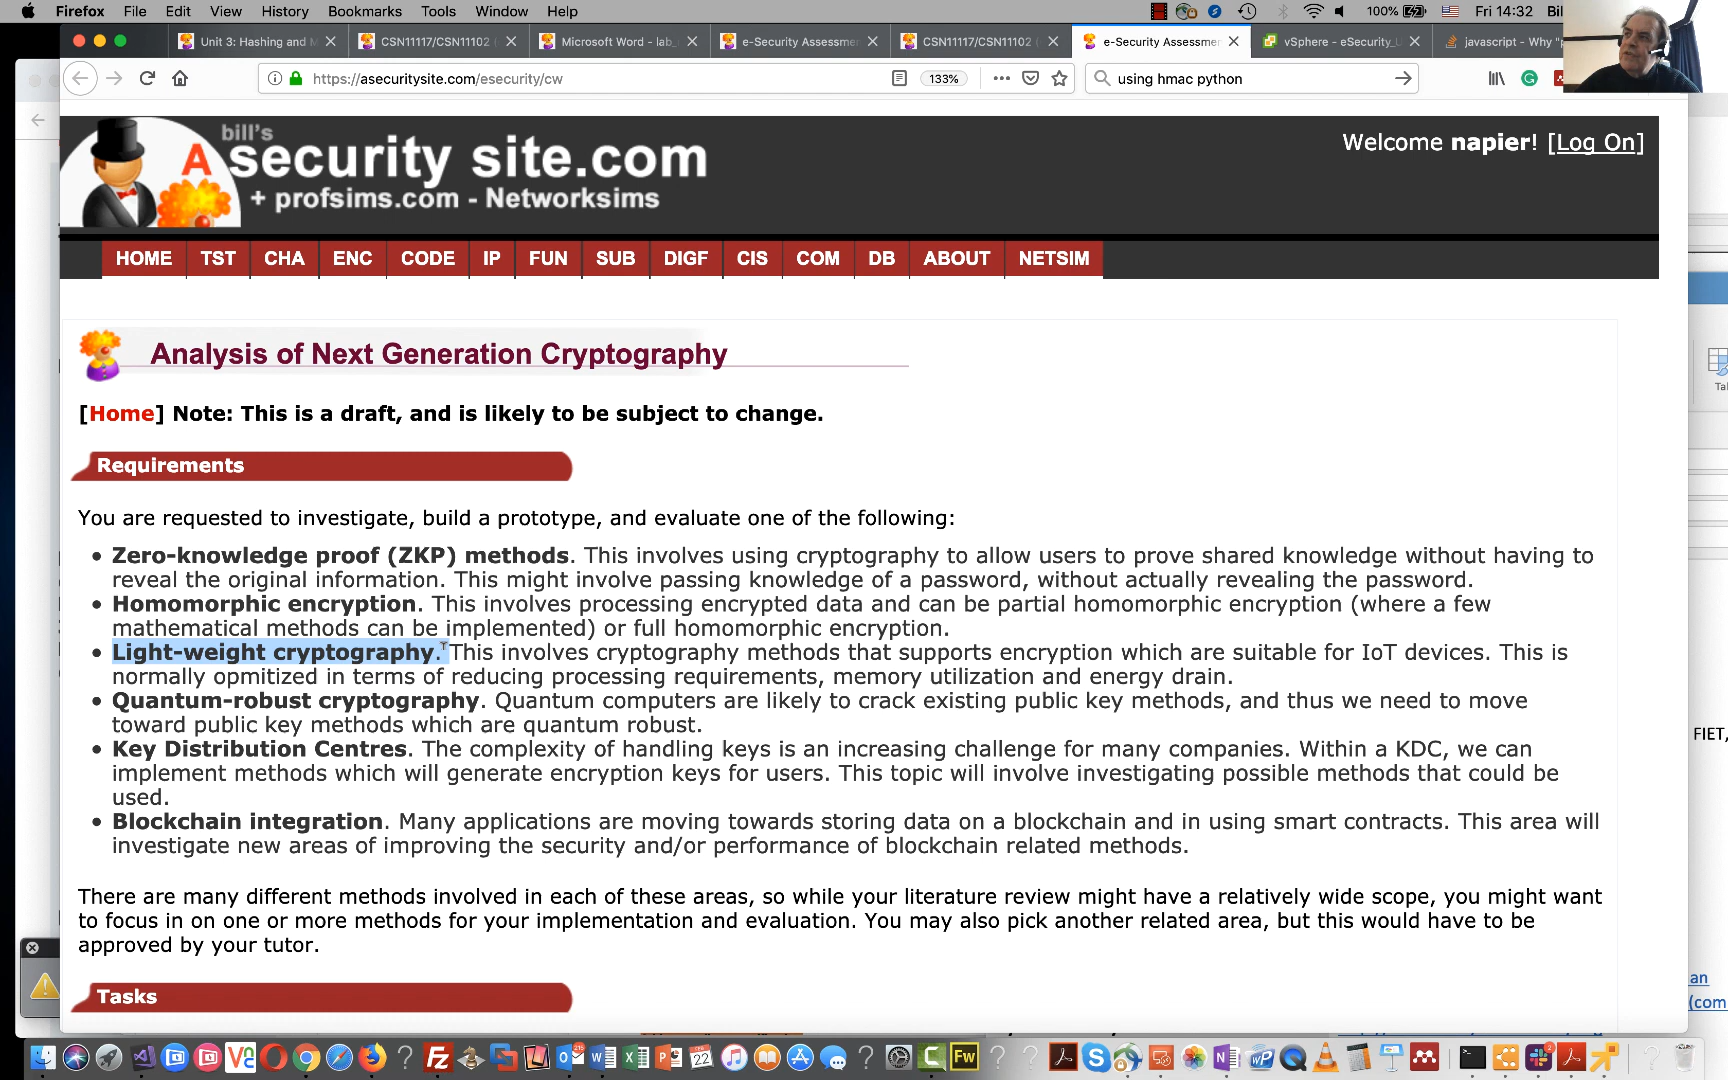 Firefox File Edit View History Bookmarks Tools Window Help 100% Fri 14:32 Bil
Unit 3: Hashing and M CSN11117/CSN11102 ( Microsoft Word - lab_ e-Security Assessmen CSN11117/CSN11102 ( e-Security Assessmen vSphere - eSecurity_L javascript - Why "p
https://asecuritysite.com/esecurity/cw 133% using hmac python
bill's
Asecurity site.com
+ profsims.com - Networksims
Welcome napier! [Log On]
HOME TST CHA ENC CODE IP FUN SUB DIGF CIS COM DB ABOUT NETSIM
Analysis of Next Generation Cryptography
[Home] Note: This is a draft, and is likely to be subject to change.
Requirements
You are requested to investigate, build a prototype, and evaluate one of the following:
• Zero-knowledge proof (ZKP) methods. This involves using cryptography to allow users to prove shared knowledge without having to
reveal the original information. This might involve passing knowledge of a password, without actually revealing the password.
• Homomorphic encryption. This involves processing encrypted data and can be partial homomorphic encryption (where a few
mathematical methods can be implemented) or full homomorphic encryption.
• Light-weight cryptography. This involves cryptography methods that supports encryption which are suitable for IoT devices. This is
normally opmitized in terms of reducing processing requirements, memory utilization and energy drain.
• Quantum-robust cryptography. Quantum computers are likely to crack existing public key methods, and thus we need to move
toward public key methods which are quantum robust.
• Key Distribution Centres. The complexity of handling keys is an increasing challenge for many companies. Within a KDC, we can
implement methods which will generate encryption keys for users. This topic will involve investigating possible methods that could be
used.
• Blockchain integration. Many applications are moving towards storing data on a blockchain and in using smart contracts. This area will
investigate new areas of improving the security and/or performance of blockchain related methods.
There are many different methods involved in each of these areas, so while your literature review might have a relatively wide scope, you might want
to focus in on one or more methods for your implementation and evaluation. You may also pick another related area, but this would have to be
approved by your tutor.
Tasks
Ta
FIET,
an
(com